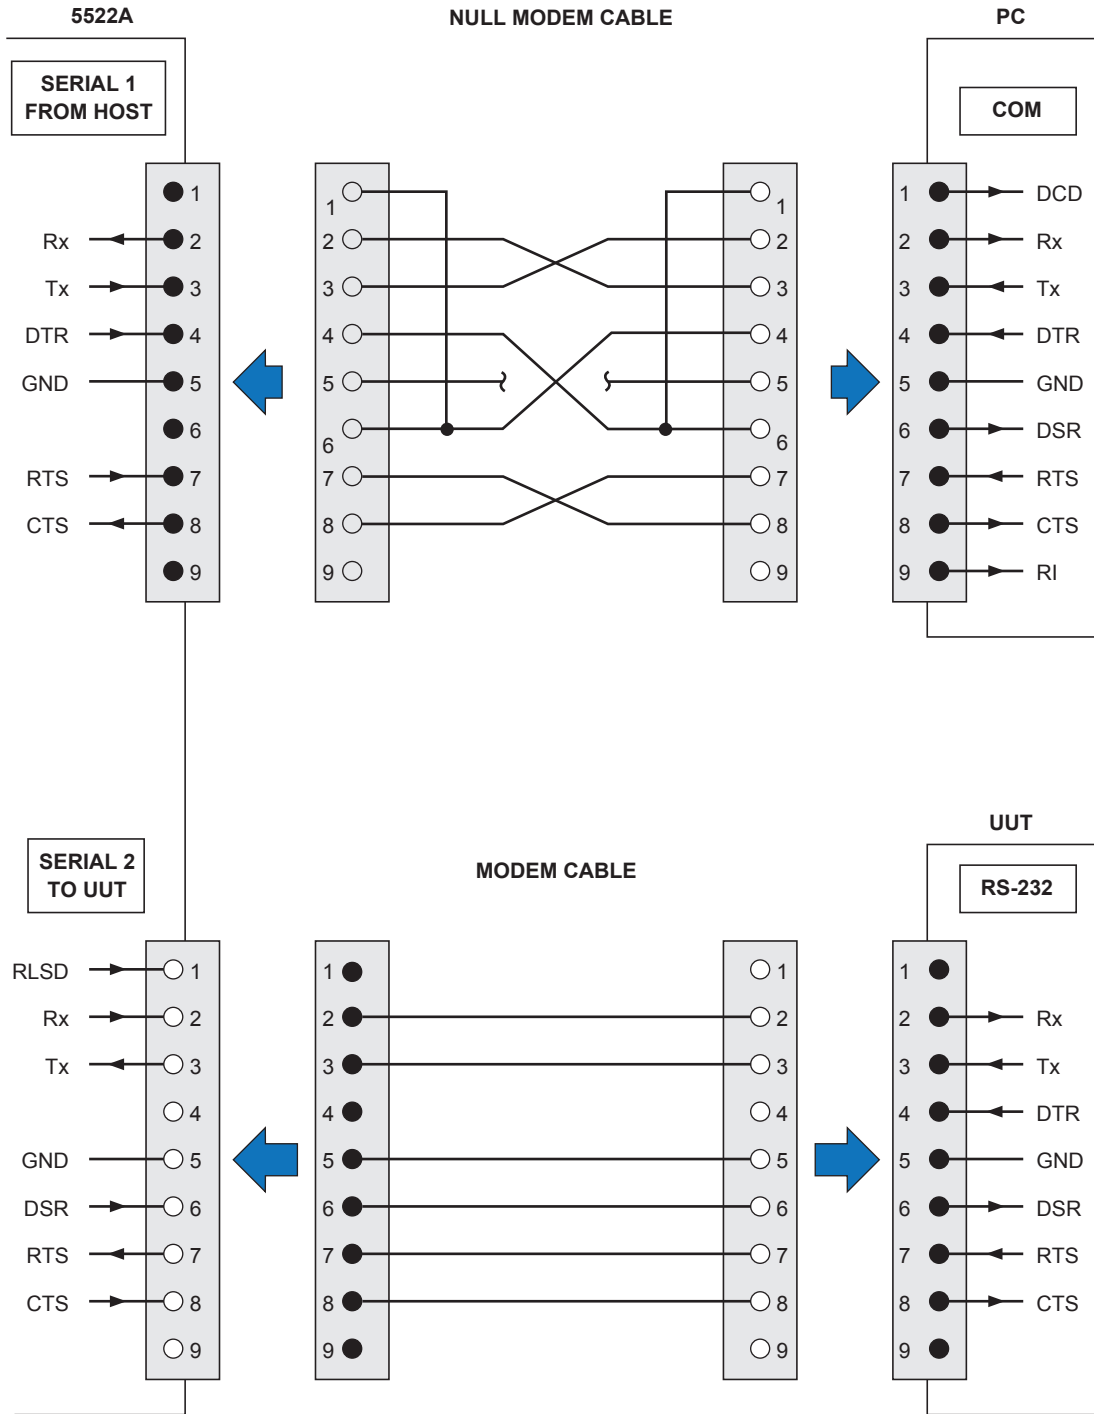 5522A
NULL MODEM CABLE
PC
SERIAL 1
FROM HOST
COM
1
1
1
1
DCD
Rx
2
2
2
2
Rx
Tx
3
3
3
3
Tx
DTR
4
4
4
4
DTR
GND
5
5
5
5
GND
6
6
6
6
DSR
RTS
7
7
7
7
RTS
CTS
8
8
8
8
CTS
9
9
9
9
RI
UUT
SERIAL 2
TO UUT
MODEM CABLE
RS-232
RLSD
1
1
1
1
Rx
2
2
2
2
Rx
Tx
3
3
3
3
Tx
4
4
4
4
DTR
GND
5
5
5
5
GND
DSR
6
6
6
6
DSR
RTS
7
7
7
7
RTS
CTS
8
8
8
8
CTS
9
9
9
9